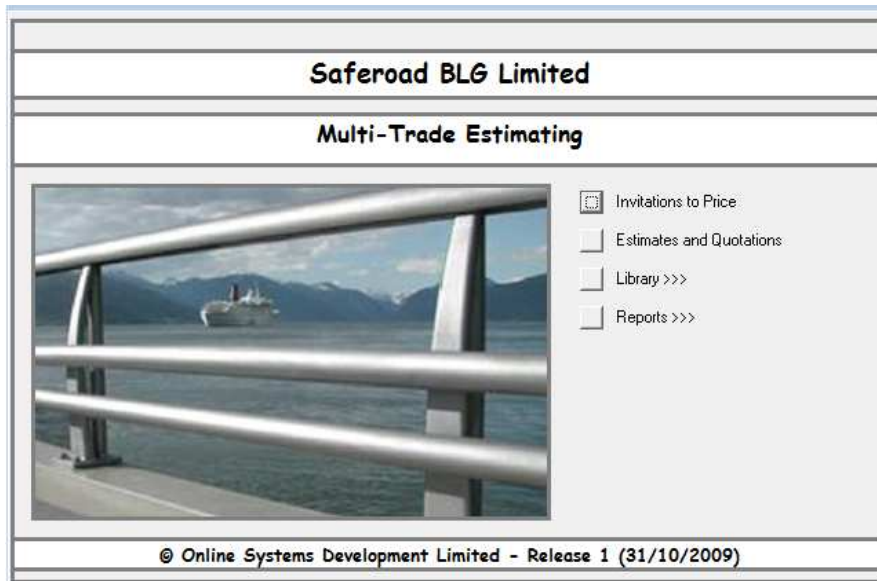 Saferoad BLG Limited
Multi-Trade Estimating
Invitations to Price
Estimates and Quotations
Library >>>
Reports >>>
© Online Systems Development Limited - Release 1 (31/10/2009)